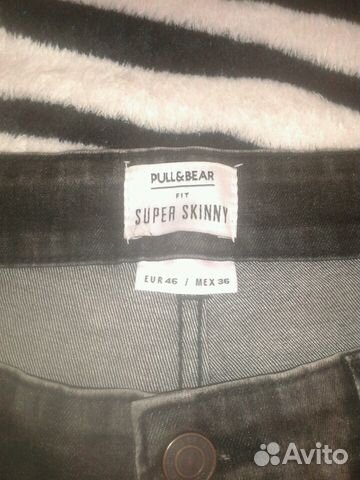 PULL&BEAR
FIT
SUPER SKINNY
EUR 46 / MEX 36
Avito